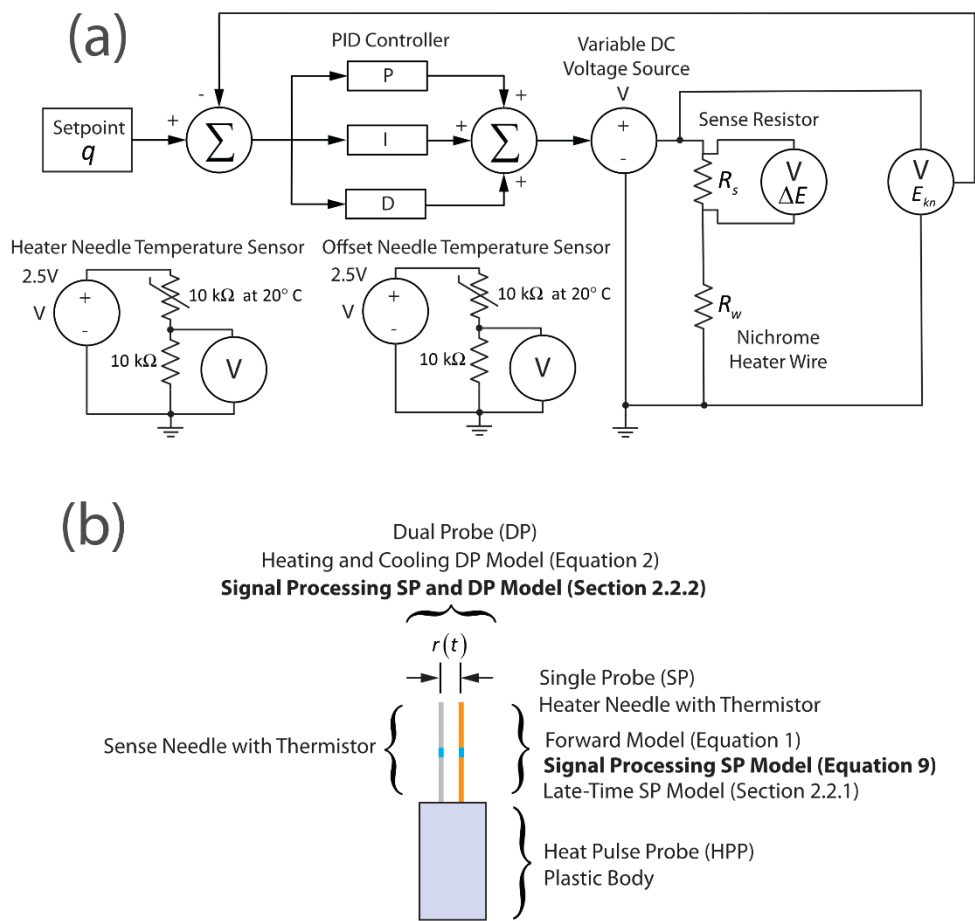 (a)
PID Controller
Variable DC
Voltage Source
V
Setpoint
q
-
+
Σ
P
I
D
+
+
+
Σ
+
-
Sense Resistor
R_s
V
ΔE
V
E_kn
R_w
Nichrome
Heater Wire
Heater Needle Temperature Sensor
2.5V
V
+
-
10 kΩ at 20° C
10 kΩ
V
Offset Needle Temperature Sensor
2.5V
V
+
-
10 kΩ at 20° C
10 kΩ
V
(b)
Dual Probe (DP)
Heating and Cooling DP Model (Equation 2)
Signal Processing SP and DP Model (Section 2.2.2)
r(t)
Single Probe (SP)
Heater Needle with Thermistor
Sense Needle with Thermistor
Forward Model (Equation 1)
Signal Processing SP Model (Equation 9)
Late-Time SP Model (Section 2.2.1)
Heat Pulse Probe (HPP)
Plastic Body